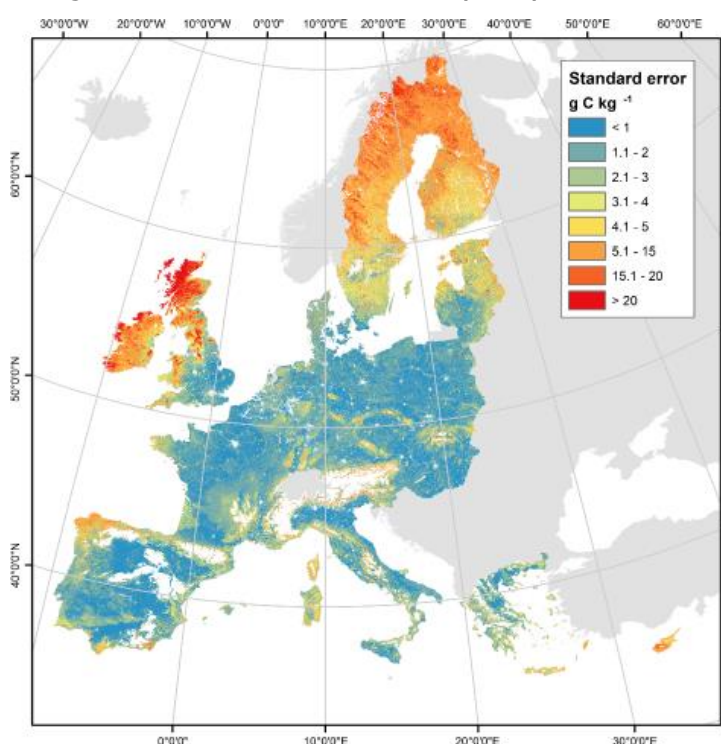 30°0'0"W 20°0'0"W 10°0'0"W 0°0'0" 10°0'0"E 20°0'0"E 30°0'0"E 40°0'0"E 50°0'0"E 60°0'0"E
Standard error
g C kg ⁻¹
< 1
1.1 - 2
2.1 - 3
3.1 - 4
4.1 - 5
5.1 - 15
15.1 - 20
> 20
60°0'0"N
50°0'0"N
40°0'0"N
0°0'0" 10°0'0"E 20°0'0"E 30°0'0"E